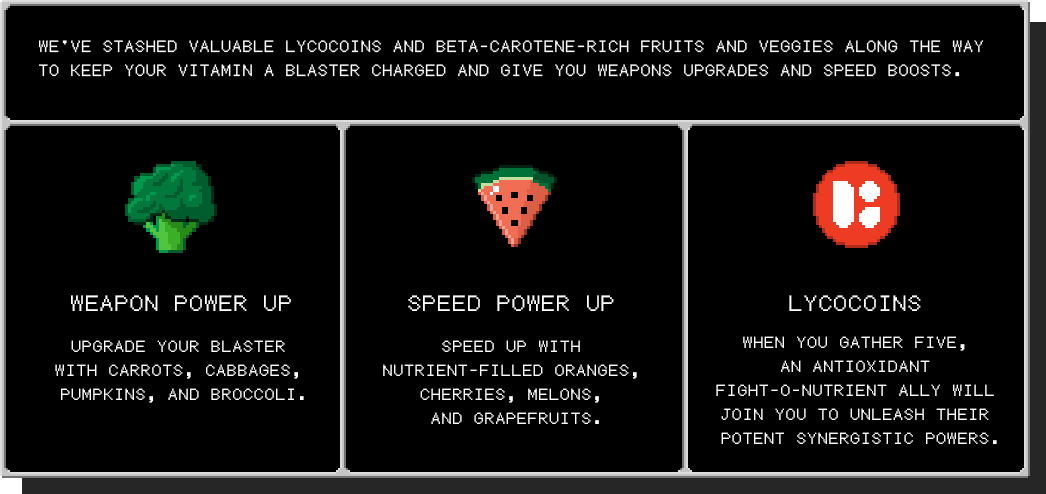 WE'VE STASHED VALUABLE LYCOCOINS AND BETA-CAROTENE-RICH FRUITS AND VEGGIES ALONG THE WAY
TO KEEP YOUR VITAMIN A BLASTER CHARGED AND GIVE YOU WEAPONS UPGRADES AND SPEED BOOSTS.
WEAPON POWER UP
UPGRADE YOUR BLASTER
WITH CARROTS, CABBAGES,
PUMPKINS, AND BROCCOLI.
SPEED POWER UP
SPEED UP WITH
NUTRIENT-FILLED ORANGES,
CHERRIES, MELONS,
AND GRAPEFRUITS.
LYCOCOINS
WHEN YOU GATHER FIVE,
AN ANTIOXIDANT
FIGHT-O-NUTRIENT ALLY WILL
JOIN YOU TO UNLEASH THEIR
POTENT SYNERGISTIC POWERS.